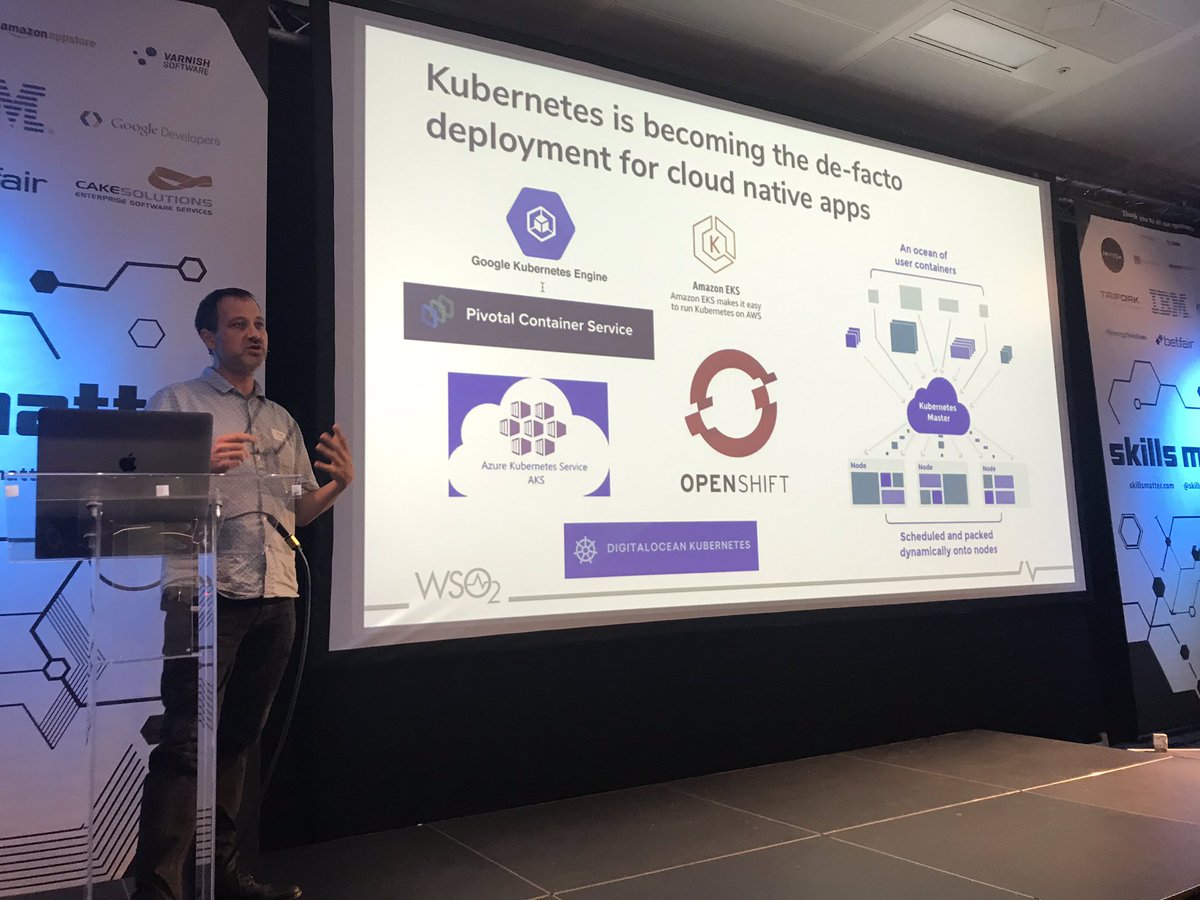 amazon appstore
VARNISH
SOFTWARE
Google Developers
CAKESOLUTIONS
ENTERPRISE SOFTWARE SERVICES
Kubernetes is becoming the de-facto
deployment for cloud native apps
Google Kubernetes Engine
Amazon EKS
Amazon EKS makes it easy
to run Kubernetes on AWS
Pivotal Container Service
Azure Kubernetes Service
AKS
OPENSHIFT
DIGITALOCEAN KUBERNETES
An ocean of
user containers
Kubernetes
Master
Node
Node
Node
Scheduled and packed
dynamically onto nodes
WSO2
TRIFORK
IBM
betfair
skills m
skillsmatter.com